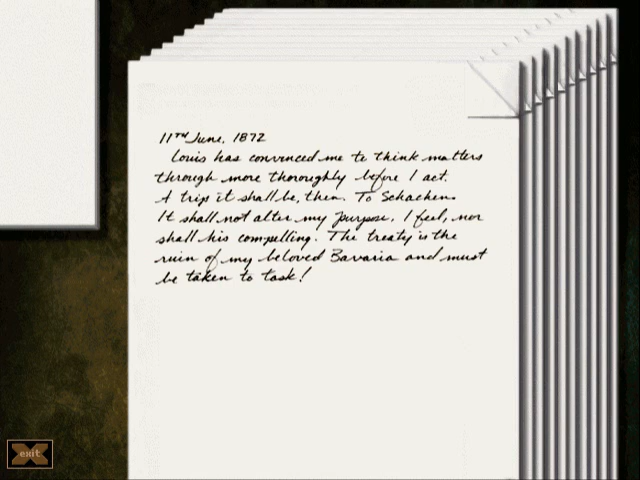 11TH June, 1872
Louis has convinced me to think matters
through more thoroughly before I act.
A trip it shall be, then. To Schachen.
It shall not alter my purpose, I feel, nor
shall his compelling. The treaty is the
ruin of my beloved Bavaria and must
be taken to task!
exit